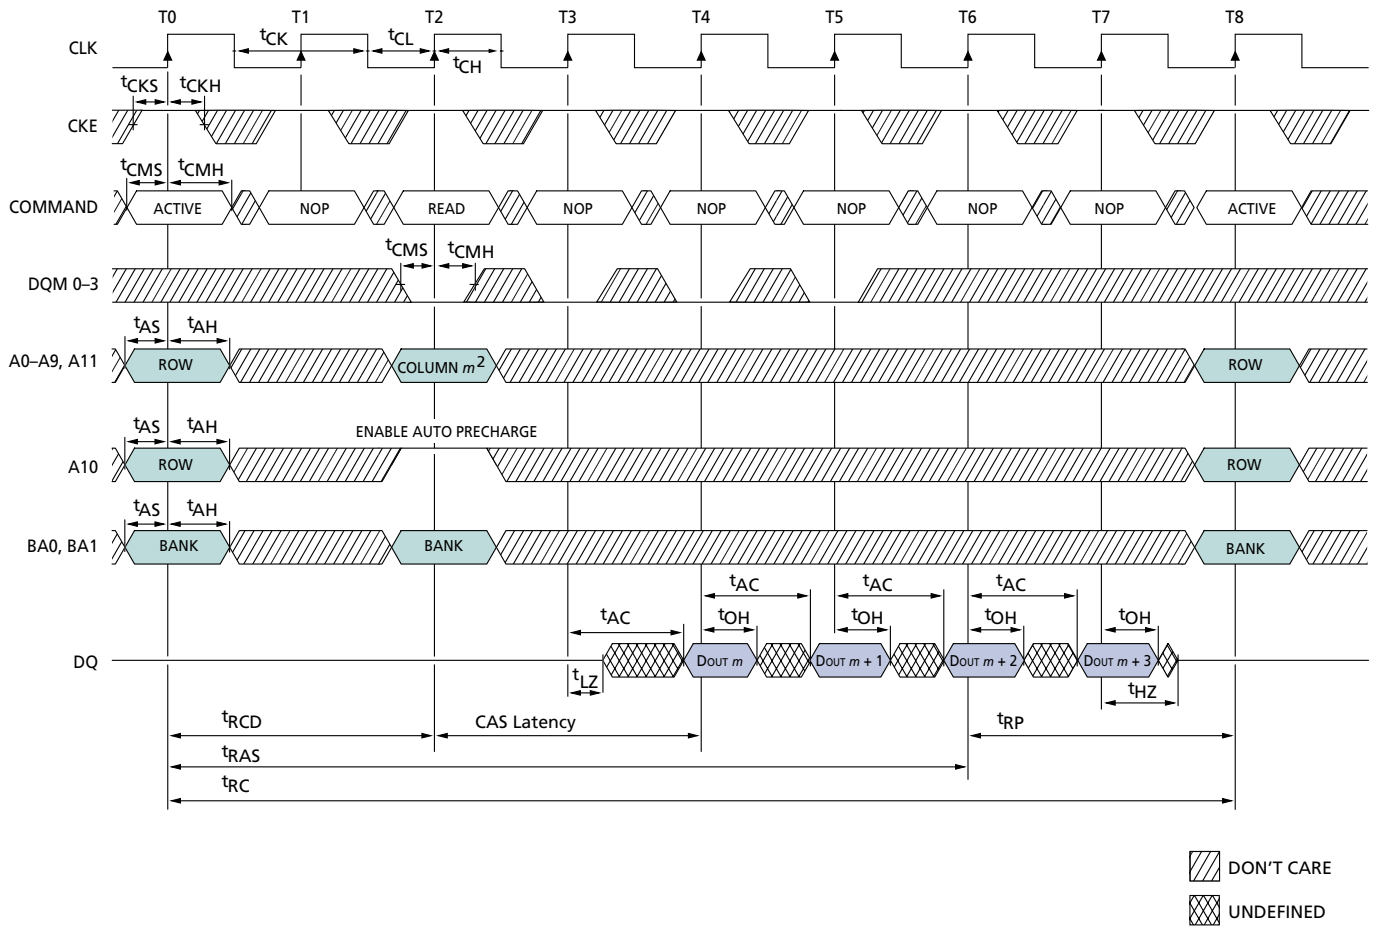 T0 T1 T2 T3 T4 T5 T6 T7 T8
CLK
tCK tCL
tCH
tCKS tCKH
CKE
tCMS tCMH
COMMAND ACTIVE NOP READ NOP NOP NOP NOP NOP ACTIVE
tCMS tCMH
DQM 0–3
tAS tAH
A0–A9, A11 ROW COLUMN m2 ROW
tAS tAH ENABLE AUTO PRECHARGE
A10 ROW ROW
tAS tAH
BA0, BA1 BANK BANK BANK
tAC tAC tAC
tAC tOH tOH tOH tOH
DQ DOUT m DOUT m + 1 DOUT m + 2 DOUT m + 3
tLZ tHZ
tRCD CAS Latency tRP
tRAS
tRC
DON'T CARE
UNDEFINED